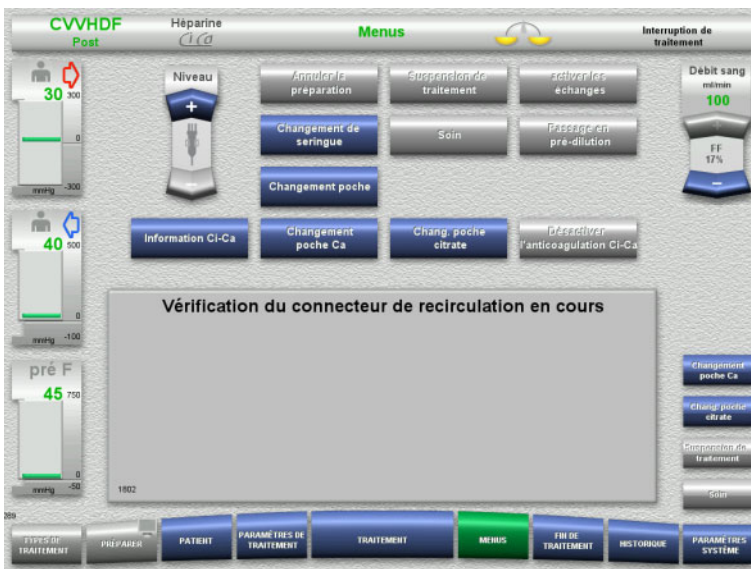 CVVHDF
Post
Héparine
CiCa
Menus
Interruption de
traitement
30
300
0
-300
mmHg
Niveau
+
−
Annuler la
préparation
Suspension de
traitement
activer les
échanges
Changement de
seringue
Soin
Passage en
pré-dilution
Changement poche
Information Ci-Ca
Changement
poche Ca
Chang. poche
citrate
Désactiver
l'anticoagulation Ci-Ca
Débit sang
ml/min
100
+
FF
17%
−
40
500
0
-100
mmHg
Vérification du connecteur de recirculation en cours
1802
pré F
45
750
0
-50
mmHg
Changement
poche Ca
Chang. poche
citrate
Suspension de
traitement
Soin
289
TYPES DE
TRAITEMENT
PRÉPARER
PATIENT
PARAMÈTRES DE
TRAITEMENT
TRAITEMENT
MENUS
FIN DE
TRAITEMENT
HISTORIQUE
PARAMÈTRES
SYSTÈME